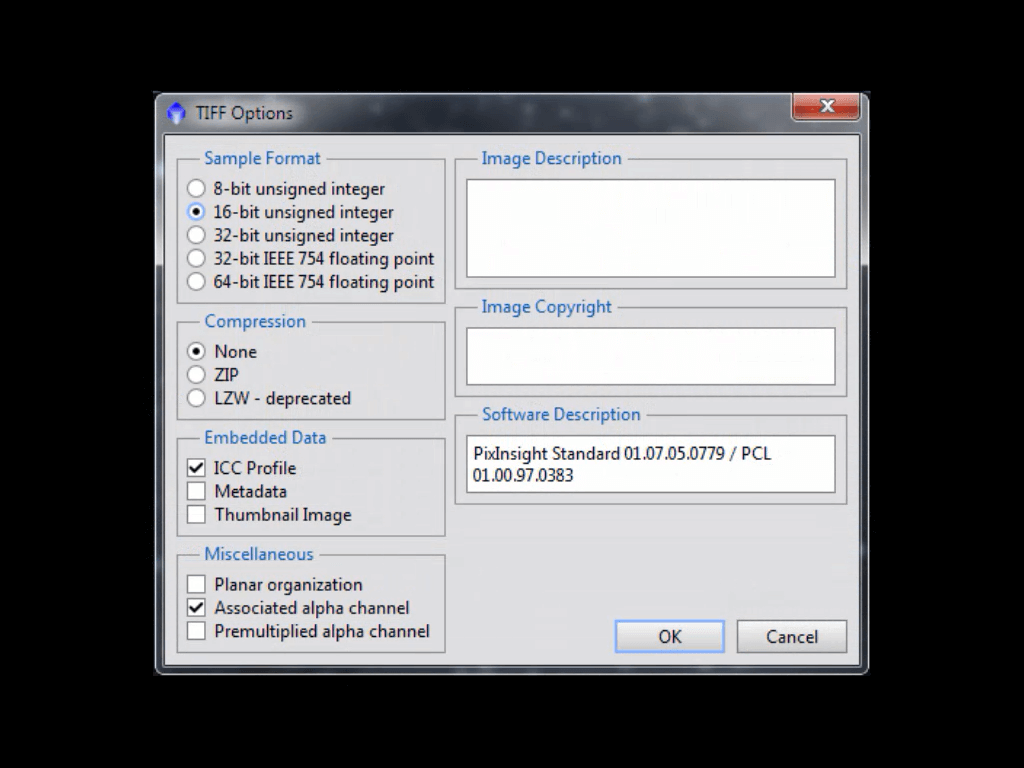 TIFF Options
Sample Format
8-bit unsigned integer
16-bit unsigned integer
32-bit unsigned integer
32-bit IEEE 754 floating point
64-bit IEEE 754 floating point
Compression
None
ZIP
LZW - deprecated
Embedded Data
ICC Profile
Metadata
Thumbnail Image
Miscellaneous
Planar organization
Associated alpha channel
Premultiplied alpha channel
Image Description
Image Copyright
Software Description
PixInsight Standard 01.07.05.0779 / PCL
01.00.97.0383
OK
Cancel